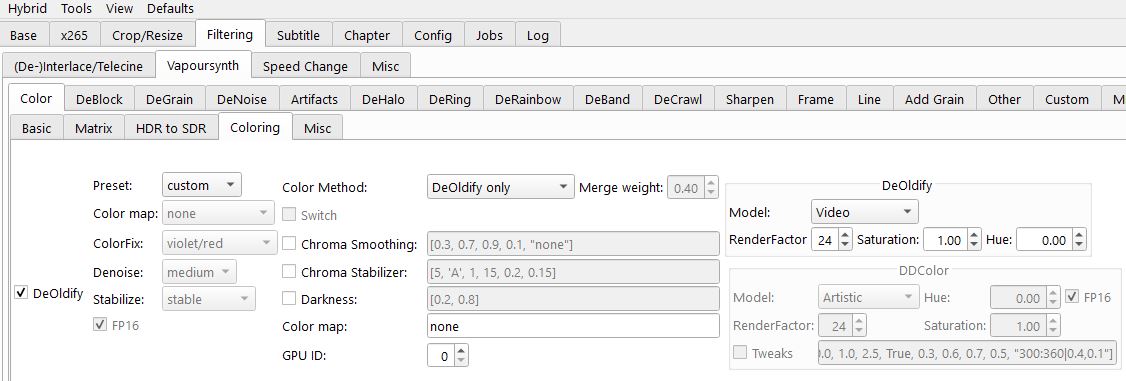 Hybrid Tools View Defaults
Base x265 Crop/Resize Filtering Subtitle Chapter Config Jobs Log
(De-)Interlace/Telecine Vapoursynth Speed Change Misc
Color DeBlock DeGrain DeNoise Artifacts DeHalo DeRing DeRainbow DeBand DeCrawl Sharpen Frame Line Add Grain Other Custom
Basic Matrix HDR to SDR Coloring Misc
DeOldify
Preset: custom
Color map: none
ColorFix: violet/red
Denoise: medium
Stabilize: stable
FP16
Color Method: DeOldify only Merge weight: 0.40
Switch
Chroma Smoothing: [0.3, 0.7, 0.9, 0.1, "none"]
Chroma Stabilizer: [5, 'A', 1, 15, 0.2, 0.15]
Darkness: [0.2, 0.8]
Color map: none
GPU ID: 0
DeOldify
Model: Video
RenderFactor 24 Saturation: 1.00 Hue: 0.00
DDColor
Model: Artistic Hue: 0.00 FP16
RenderFactor: 24 Saturation: 1.00
Tweaks 0.0, 1.0, 2.5, True, 0.3, 0.6, 0.7, 0.5, "300:360|0.4,0.1"]